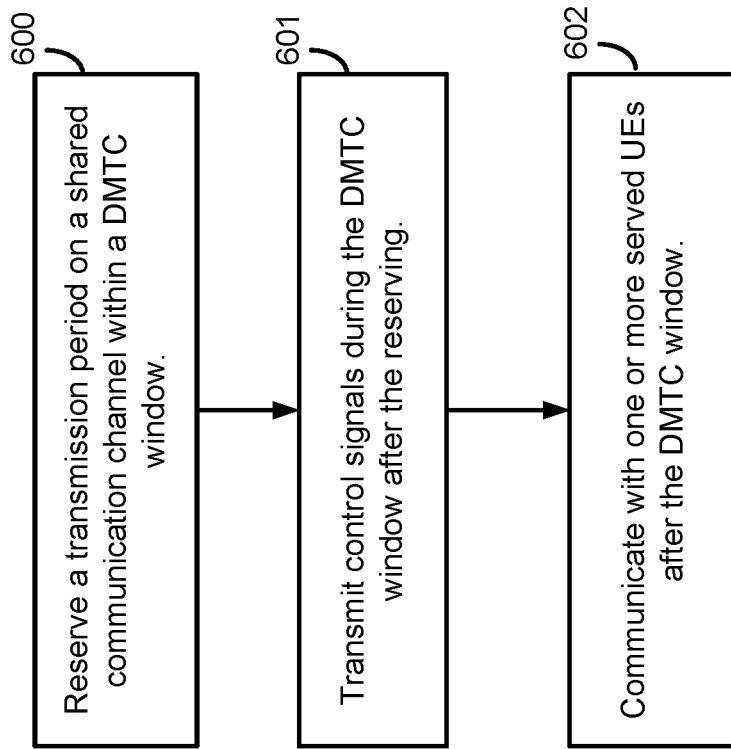 600
Reserve a transmission period on a shared
communication channel within a DMTC
window.
601
Transmit control signals during the DMTC
window after the reserving.
602
Communicate with one or more served UEs
after the DMTC window.